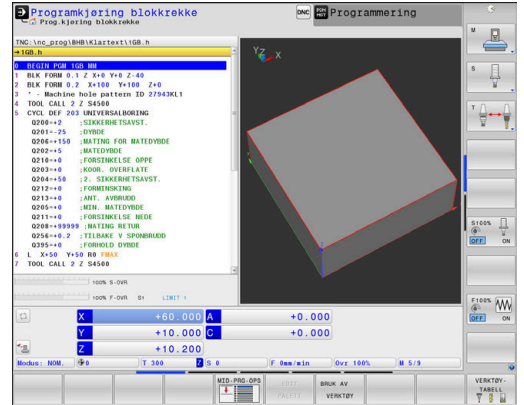 Programkjøring blokkrekke
Prog.kjøring blokkrekke
DNC
Programmering
TNC:\nc_prog\BHB\Klartext\1GB.h
→1GB.h
0 BEGIN PGM 1GB MM
1 BLK FORM 0.1 Z X+0 Y+0 Z-40
2 BLK FORM 0.2 X+100 Y+100 Z+0
3 * - Machine hole pattern ID 27943KL1
4 TOOL CALL 2 Z S4500
5 CYCL DEF 203 UNIVERSALBORING
Q200=+2 ;SIKKERHETSAVST.
Q201=-25 ;DYBDE
Q206=+150 ;MATING FOR MATEDYBDE
Q202=+5 ;MATEDYBDE
Q210=+0 ;FORSINKELSE OPPE
Q203=+0 ;KOOR. OVERFLATE
Q204=+50 ;2. SIKKERHETSAVST.
Q212=+0 ;FORMINSKING
Q213=+0 ;ANT. AVBRUDD
Q205=+0 ;MIN. MATEDYBDE
Q211=+0 ;FORSINKELSE NEDE
Q208=+99999 ;MATING RETUR
Q256=+0.2 ;TILBAKE V SPONBRUDD
Q395=+0 ;FORHOLD DYBDE
6 L X+50 Y+50 R0 FMAX
7 TOOL CALL 2 Z S4500
Y Z X
M
S
T
S100%
OFF ON
F100%
OFF ON
100% S-OVR
100% F-OVR S1 LIMIT 1
X +60.000 A +0.000
Y +10.000 C +0.000
Z +10.200
Modus: NOM. 0 T 300 Z S 0 F 0mm/min Ovr 100% M 5/9
MID-PRG-OPS
BRUK AV
VERKTØY
VERKTØY-
TABELL